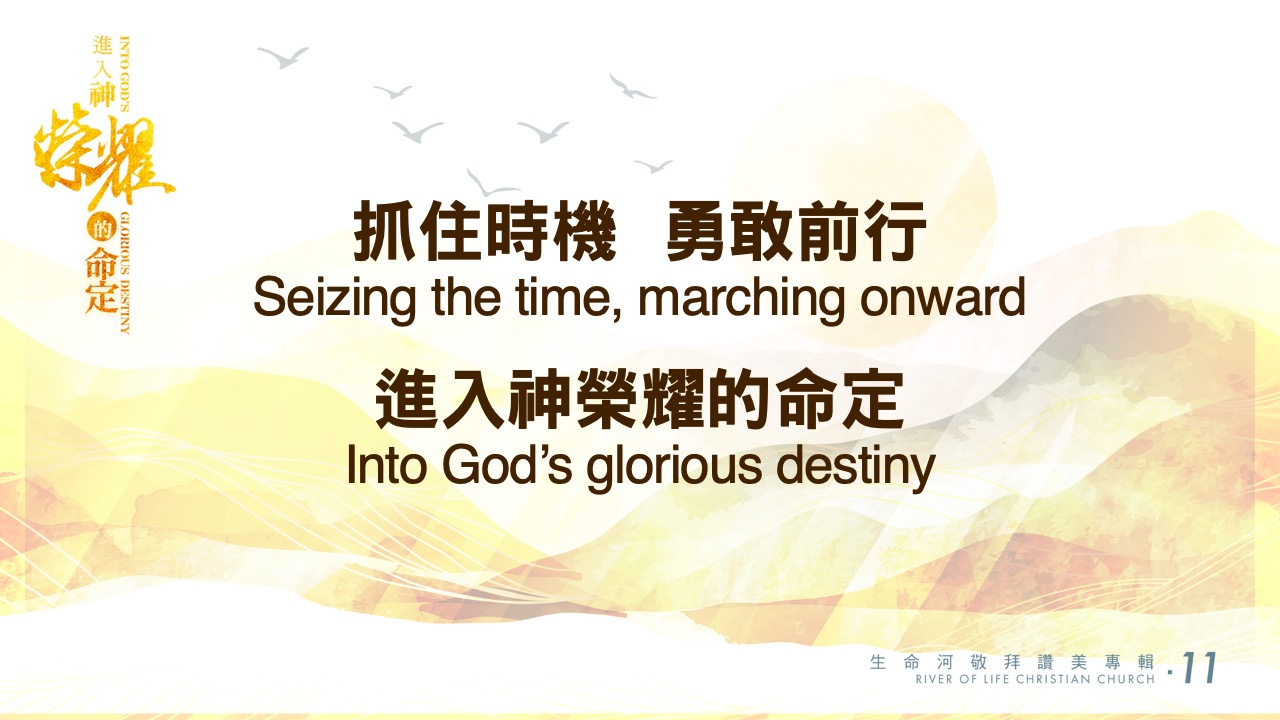 進入神榮耀的命定
INTO GOD'S GLORIOUS DESTINY
抓住時機 勇敢前行
Seizing the time, marching onward
進入神榮耀的命定
Into God’s glorious destiny
生命河敬拜讚美專輯 · 11
RIVER OF LIFE CHRISTIAN CHURCH